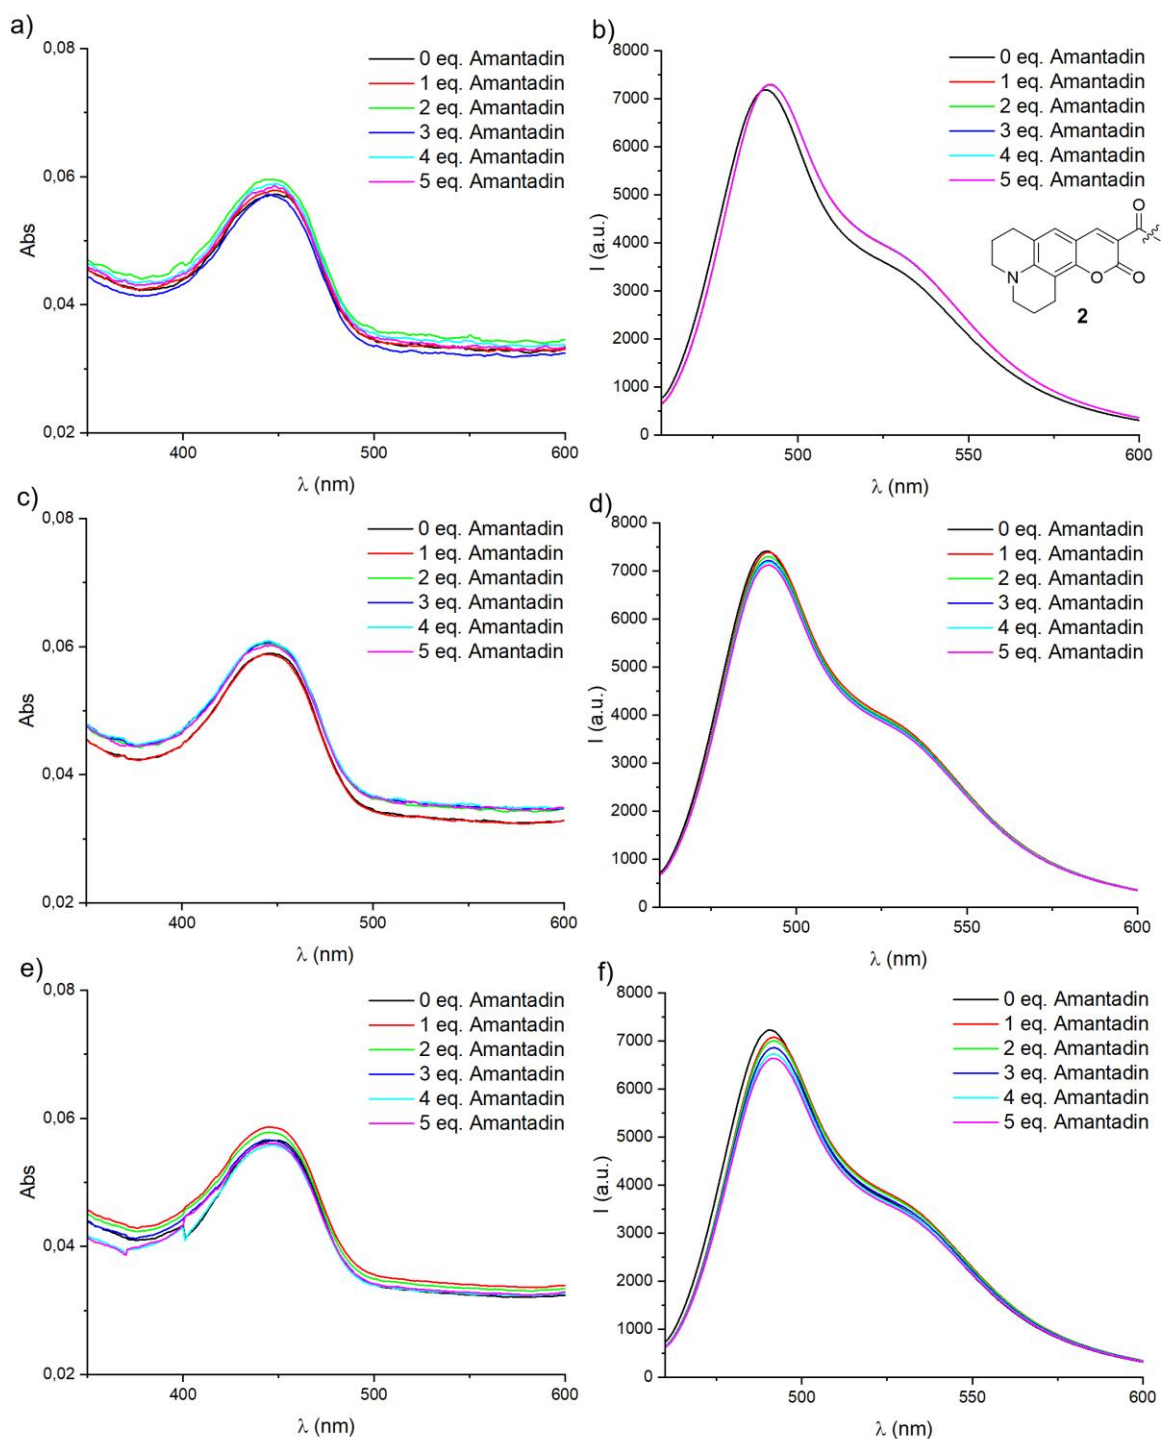 a)
0,08
0,06
0,04
0,02
Abs
400
500
600
λ (nm)
0 eq. Amantadin
1 eq. Amantadin
2 eq. Amantadin
3 eq. Amantadin
4 eq. Amantadin
5 eq. Amantadin
b)
8000
7000
6000
5000
4000
3000
2000
1000
0
I (a.u.)
500
550
600
λ (nm)
0 eq. Amantadin
1 eq. Amantadin
2 eq. Amantadin
3 eq. Amantadin
4 eq. Amantadin
5 eq. Amantadin
O
N
O
O
2
c)
0,08
0,06
0,04
0,02
Abs
400
500
600
λ (nm)
0 eq. Amantadin
1 eq. Amantadin
2 eq. Amantadin
3 eq. Amantadin
4 eq. Amantadin
5 eq. Amantadin
d)
8000
7000
6000
5000
4000
3000
2000
1000
0
I (a.u.)
500
550
600
λ (nm)
0 eq. Amantadin
1 eq. Amantadin
2 eq. Amantadin
3 eq. Amantadin
4 eq. Amantadin
5 eq. Amantadin
e)
0,08
0,06
0,04
0,02
Abs
400
500
600
λ (nm)
0 eq. Amantadin
1 eq. Amantadin
2 eq. Amantadin
3 eq. Amantadin
4 eq. Amantadin
5 eq. Amantadin
f)
8000
7000
6000
5000
4000
3000
2000
1000
0
I (a.u.)
500
550
600
λ (nm)
0 eq. Amantadin
1 eq. Amantadin
2 eq. Amantadin
3 eq. Amantadin
4 eq. Amantadin
5 eq. Amantadin